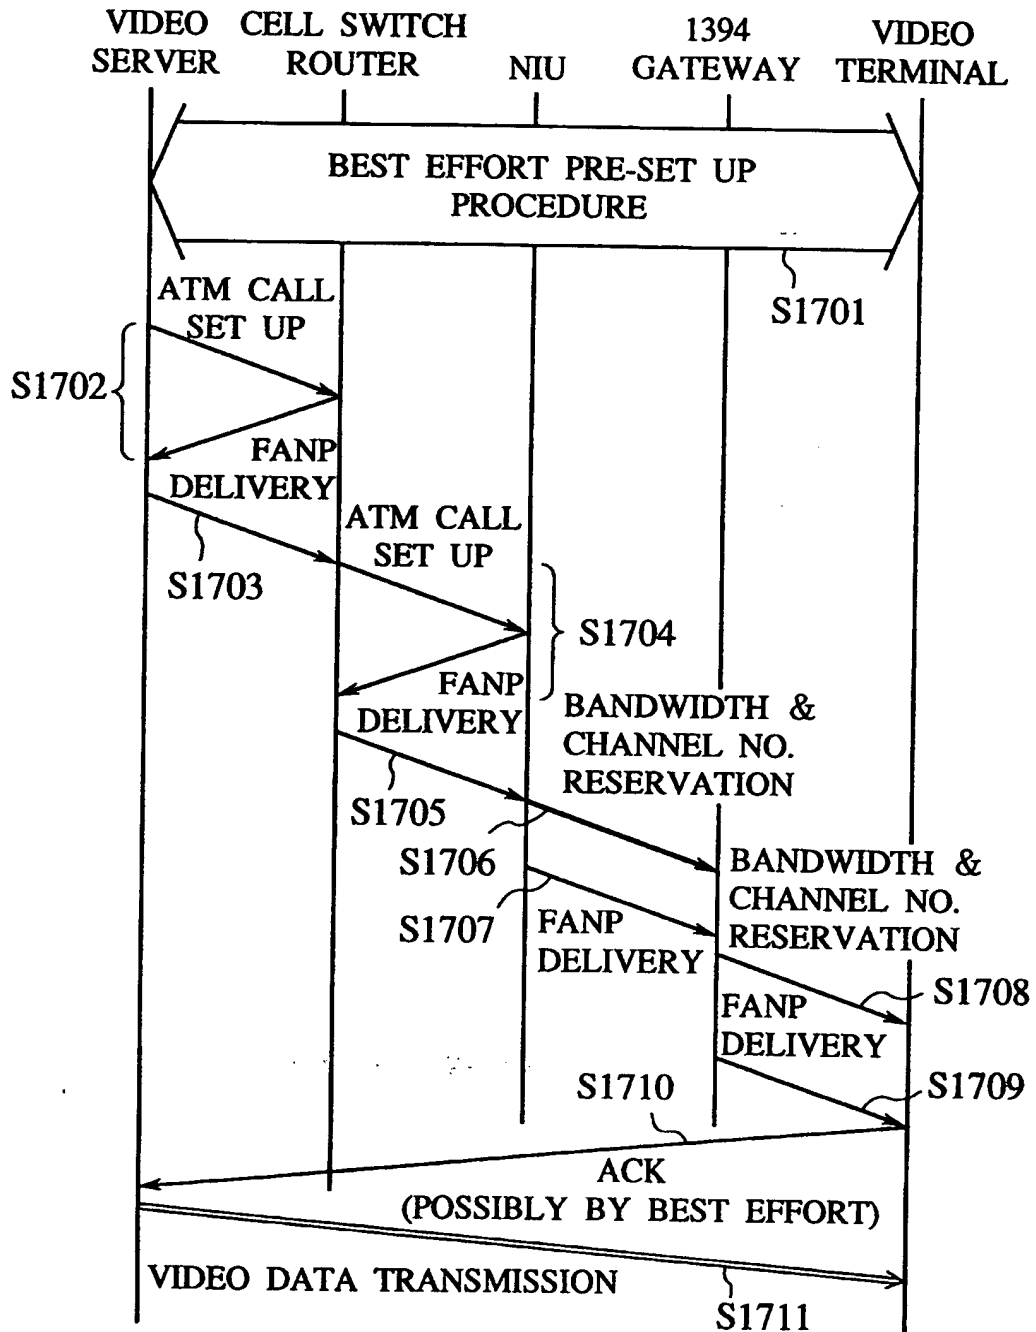 VIDEO
SERVER
CELL SWITCH
ROUTER
NIU
1394
GATEWAY
VIDEO
TERMINAL
BEST EFFORT PRE-SET UP
PROCEDURE
S1701
ATM CALL
SET UP
S1702
FANP
DELIVERY
S1703
ATM CALL
SET UP
S1704
FANP
DELIVERY
BANDWIDTH &
CHANNEL NO.
RESERVATION
S1705
S1706
BANDWIDTH &
CHANNEL NO.
RESERVATION
S1707
FANP
DELIVERY
S1708
FANP
DELIVERY
S1709
S1710
ACK
(POSSIBLY BY BEST EFFORT)
VIDEO DATA TRANSMISSION
S1711